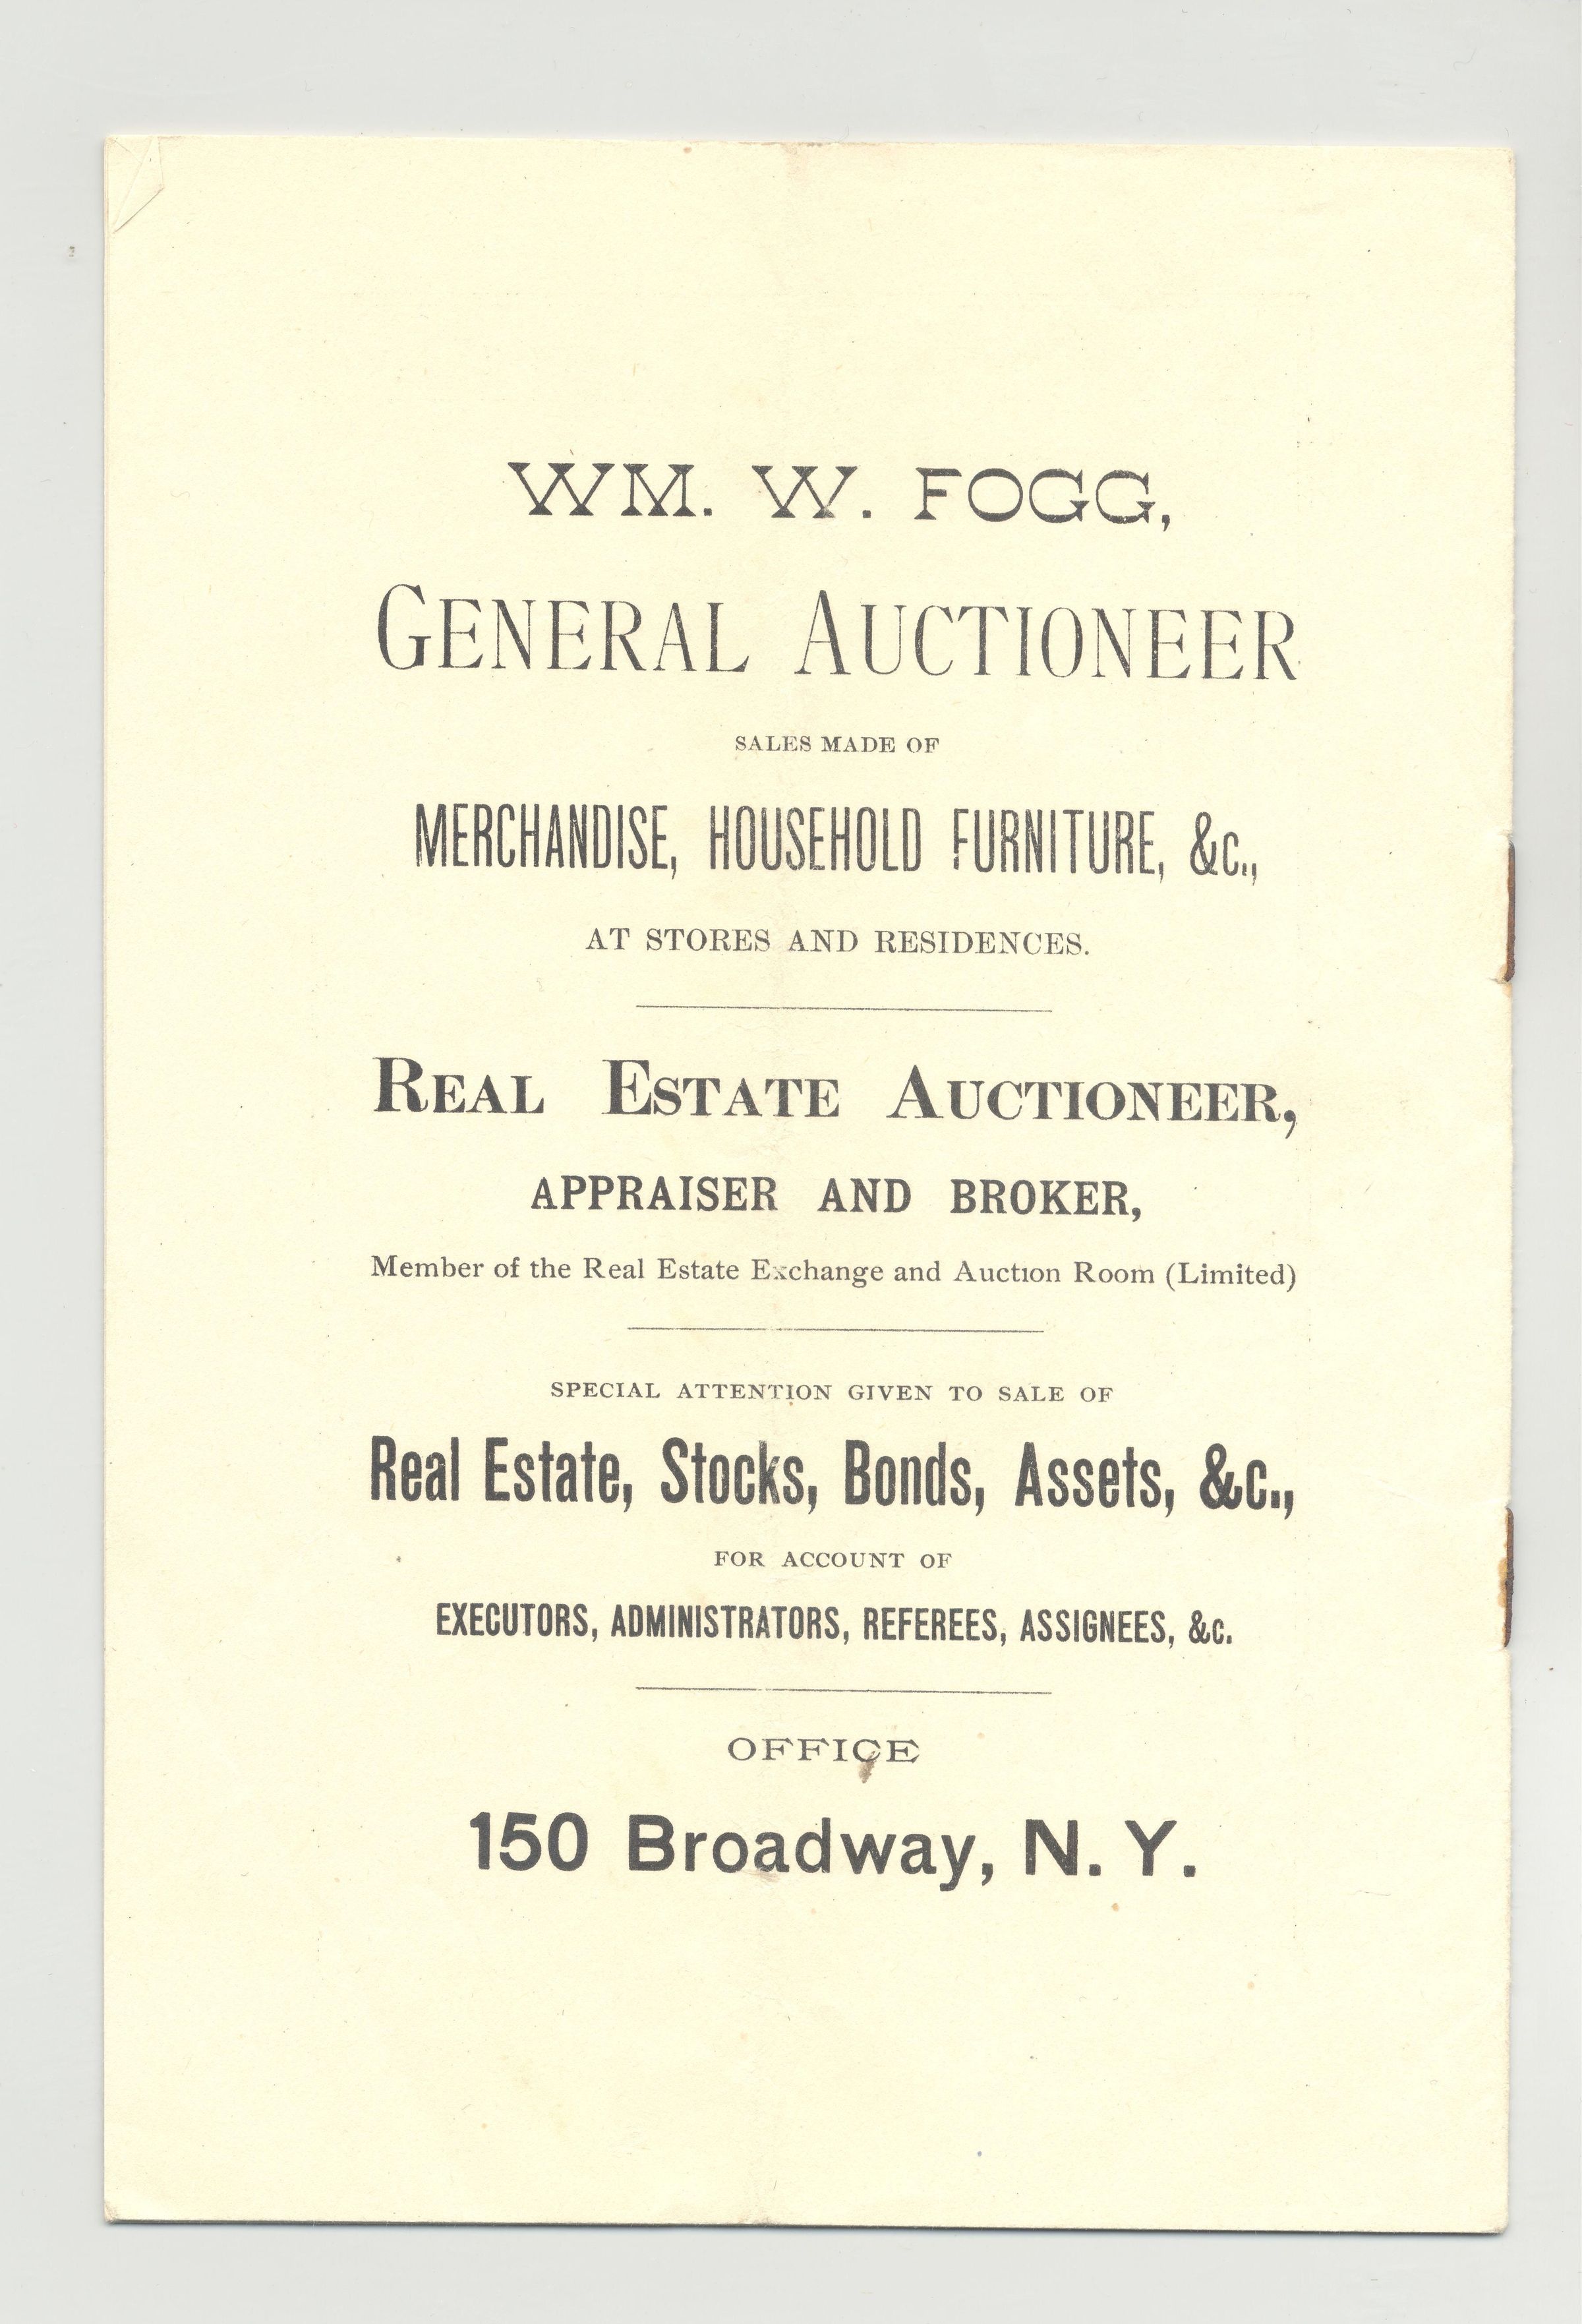 WM. W. FOGG,
GENERAL AUCTIONEER
SALES MADE OF
MERCHANDISE, HOUSEHOLD FURNITURE, &c.,
AT STORES AND RESIDENCES.
REAL ESTATE AUCTIONEER,
APPRAISER AND BROKER,
Member of the Real Estate Exchange and Auction Room (Limited)
SPECIAL ATTENTION GIVEN TO SALE OF
Real Estate, Stocks, Bonds, Assets, &c.,
FOR ACCOUNT OF
EXECUTORS, ADMINISTRATORS, REFEREES, ASSIGNEES, &c.
OFFICE
150 Broadway, N. Y.